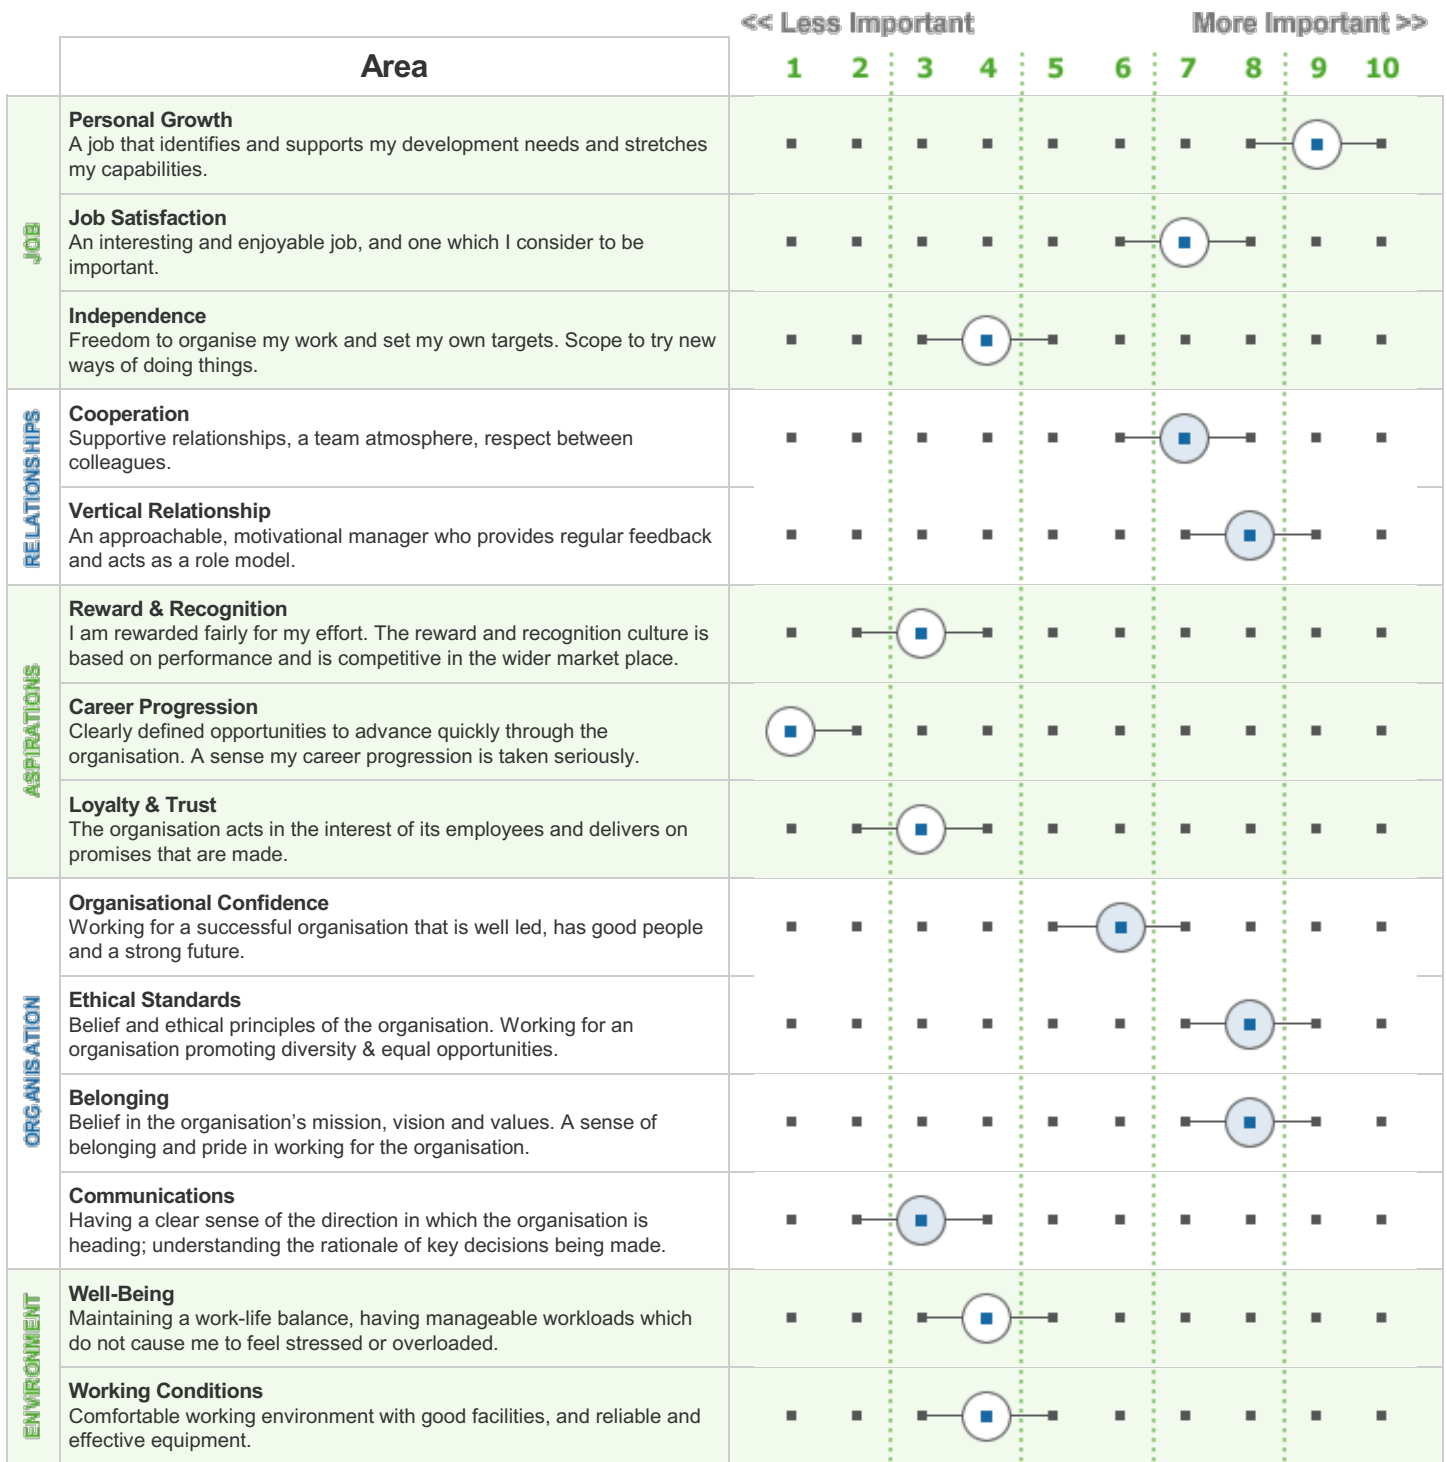 << Less Important
More Important >>
Area
1 2 3 4 5 6 7 8 9 10
JOB
Personal Growth
A job that identifies and supports my development needs and stretches
my capabilities.
Job Satisfaction
An interesting and enjoyable job, and one which I consider to be
important.
Independence
Freedom to organise my work and set my own targets. Scope to try new
ways of doing things.
RELATIONSHIPS
Cooperation
Supportive relationships, a team atmosphere, respect between
colleagues.
Vertical Relationship
An approachable, motivational manager who provides regular feedback
and acts as a role model.
ASPIRATIONS
Reward & Recognition
I am rewarded fairly for my effort. The reward and recognition culture is
based on performance and is competitive in the wider market place.
Career Progression
Clearly defined opportunities to advance quickly through the
organisation. A sense my career progression is taken seriously.
Loyalty & Trust
The organisation acts in the interest of its employees and delivers on
promises that are made.
ORGANISATION
Organisational Confidence
Working for a successful organisation that is well led, has good people
and a strong future.
Ethical Standards
Belief and ethical principles of the organisation. Working for an
organisation promoting diversity & equal opportunities.
Belonging
Belief in the organisation’s mission, vision and values. A sense of
belonging and pride in working for the organisation.
Communications
Having a clear sense of the direction in which the organisation is
heading; understanding the rationale of key decisions being made.
ENVIRONMENT
Well-Being
Maintaining a work-life balance, having manageable workloads which
do not cause me to feel stressed or overloaded.
Working Conditions
Comfortable working environment with good facilities, and reliable and
effective equipment.